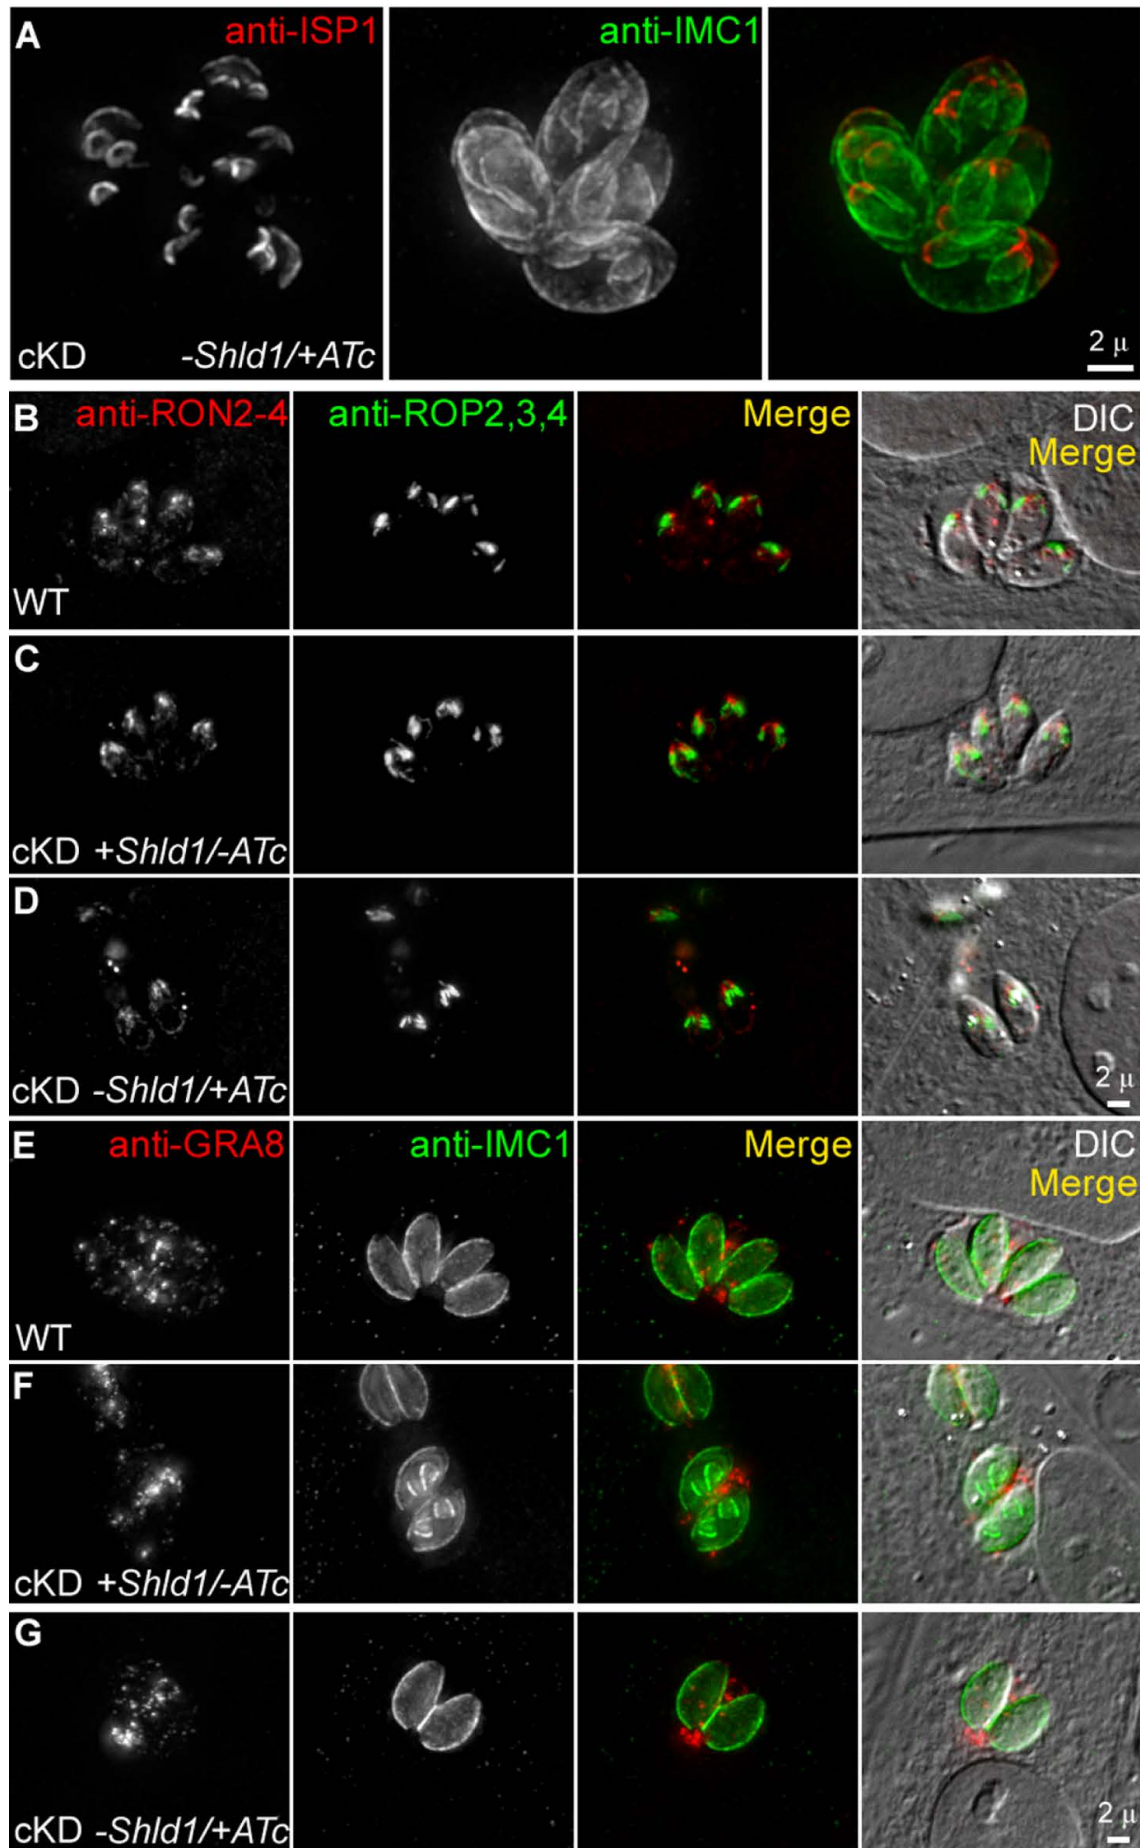 A anti-ISP1 anti-IMC1
cKD -Shld1/+ATc 2 μ
B anti-RON2-4 anti-ROP2,3,4 Merge DIC
Merge
WT
C
cKD +Shld1/-ATc
D
cKD -Shld1/+ATc 2 μ
E anti-GRA8 anti-IMC1 Merge DIC
Merge
WT
F
cKD +Shld1/-ATc
G
cKD -Shld1/+ATc 2 μ